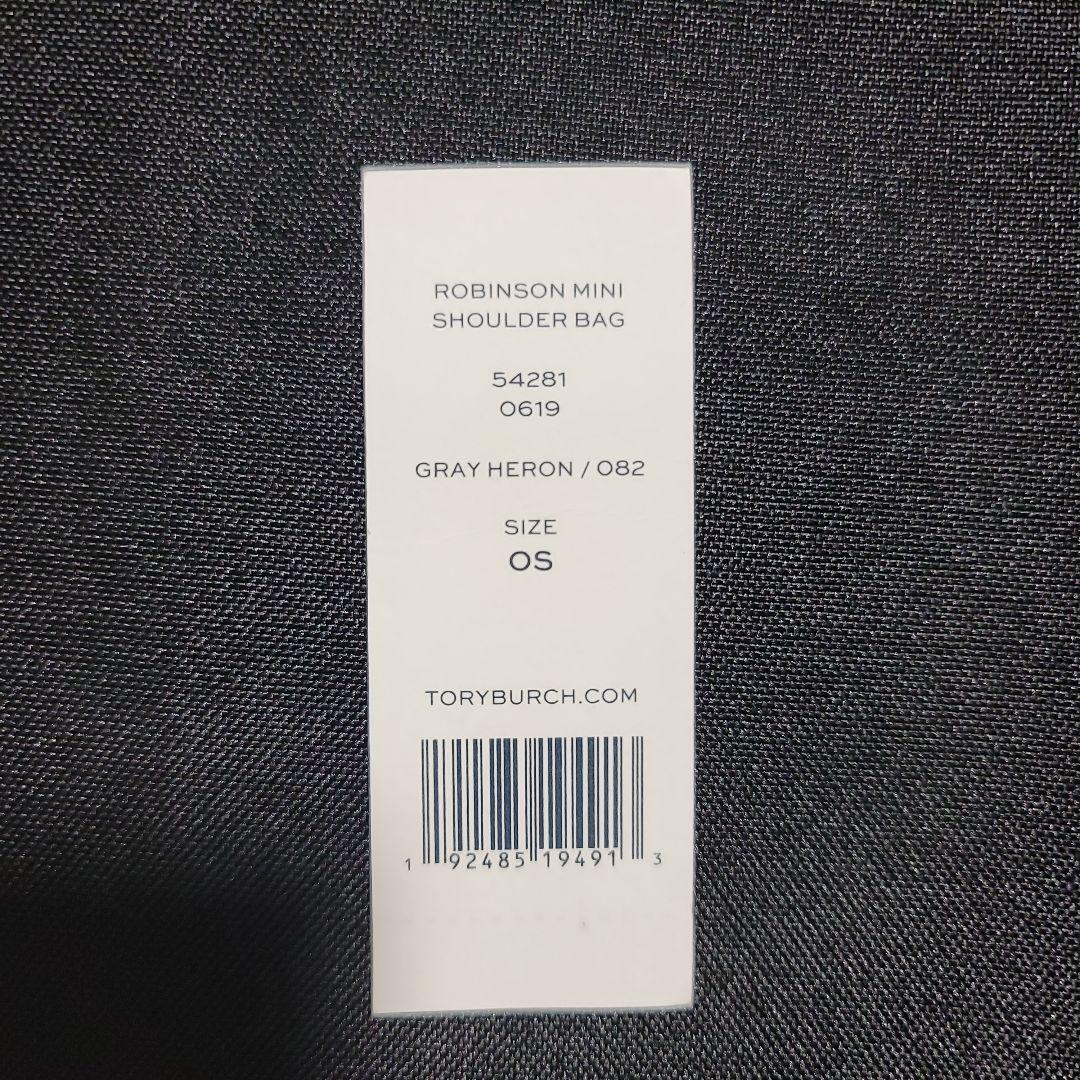 ROBINSON MINI
SHOULDER BAG
54281
0619
GRAY HERON / 082
SIZE
OS
TORYBURCH.COM
1 92485 19491 3